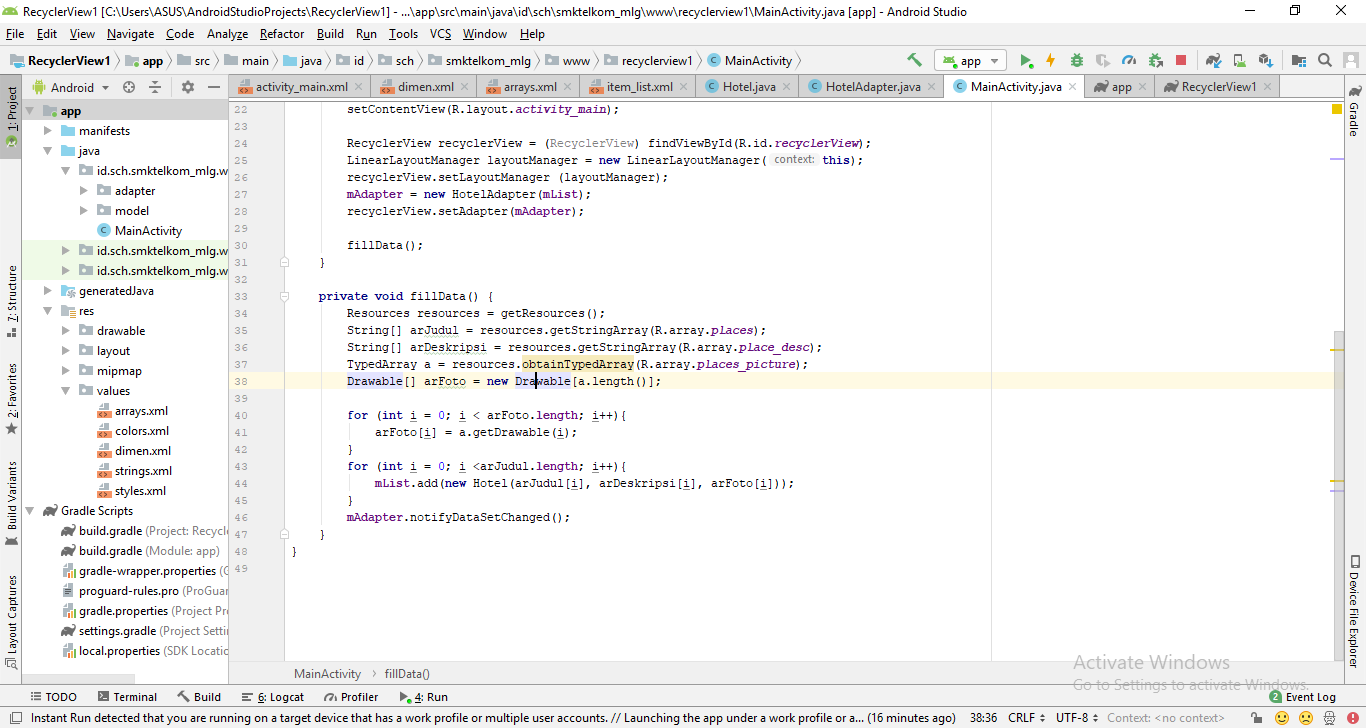 RecyclerView1 [C:\Users\ASUS\AndroidStudioProjects\RecyclerView1] - ...\app\src\main\java\id\sch\smktelkom_mlg\www\recyclerview1\MainActivity.java [app] - Android Studio
File Edit View Navigate Code Analyze Refactor Build Run Tools VCS Window Help
RecyclerView1 app src main java id sch smktelkom_mlg www recyclerview1 MainActivity app
Android activity_main.xml dimen.xml arrays.xml item_list.xml Hotel.java HotelAdapter.java MainActivity.java app RecyclerView1
1: Project
7: Structure
2: Favorites
Build Variants
Layout Captures
app
manifests
java
id.sch.smktelkom_mlg.w
adapter
model
MainActivity
id.sch.smktelkom_mlg.w
id.sch.smktelkom_mlg.w
generatedJava
res
drawable
layout
mipmap
values
arrays.xml
colors.xml
dimen.xml
strings.xml
styles.xml
Gradle Scripts
build.gradle (Project: Recycl
build.gradle (Module: app)
gradle-wrapper.properties (G
proguard-rules.pro (ProGuar
gradle.properties (Project Pr
settings.gradle (Project Setti
local.properties (SDK Locatic
22 setContentView(R.layout.activity_main);
23
24 RecyclerView recyclerView = (RecyclerView) findViewById(R.id.recyclerView);
25 LinearLayoutManager layoutManager = new LinearLayoutManager( context: this);
26 recyclerView.setLayoutManager (layoutManager);
27 mAdapter = new HotelAdapter(mList);
28 recyclerView.setAdapter(mAdapter);
29
30 fillData();
31 }
32
33 private void fillData() {
34 Resources resources = getResources();
35 String[] arJudul = resources.getStringArray(R.array.places);
36 String[] arDeskripsi = resources.getStringArray(R.array.place_desc);
37 TypedArray a = resources.obtainTypedArray(R.array.places_picture);
38 Drawable[] arFoto = new Drawable[a.length()];
39
40 for (int i = 0; i < arFoto.length; i++){
41 arFoto[i] = a.getDrawable(i);
42 }
43 for (int i = 0; i <arJudul.length; i++){
44 mList.add(new Hotel(arJudul[i], arDeskripsi[i], arFoto[i]));
45 }
46 mAdapter.notifyDataSetChanged();
47 }
48 }
49
Gradle
Device File Explorer
Activate Windows
Go to Settings to activate Windows.
MainActivity fillData()
TODO Terminal Build 6: Logcat Profiler 4: Run 2 Event Log
Instant Run detected that you are running on a target device that has a work profile or multiple user accounts. // Launching the app under a work profile or a... (16 minutes ago) 38:36 CRLF UTF-8 Context: <no context>